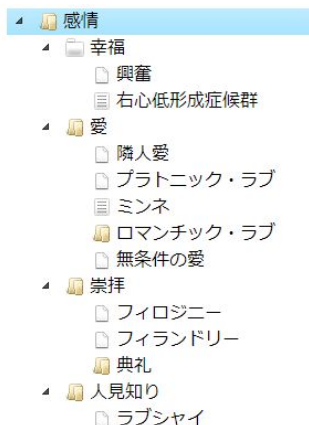 感情
幸福
興奮
右心低形成症候群
愛
隣人愛
プラトニック・ラブ
ミンネ
ロマンチック・ラブ
無条件の愛
崇拝
フィロジニー
フィランドリー
典礼
人見知り
ラブシャイ